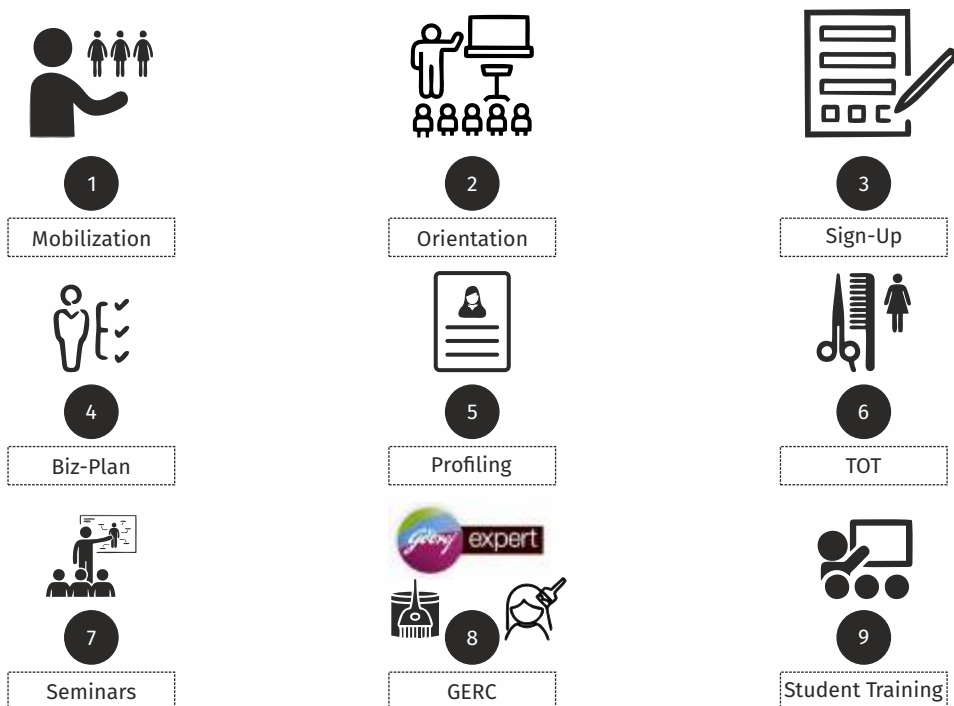 1
2
3
Mobilization
Orientation
Sign-Up
4
5
6
Biz-Plan
Profiling
TOT
Godrej expert
7
8
9
Seminars
GERC
Student Training